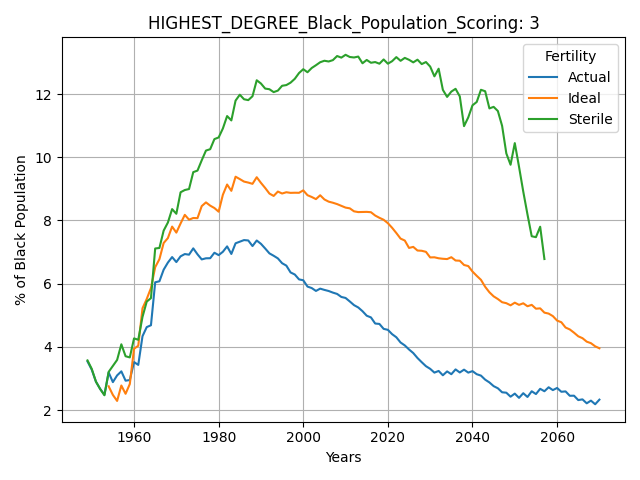 HIGHEST_DEGREE_Black_Population_Scoring: 3
Fertility
Actual
Ideal
Sterile
% of Black Population
12
10
8
6
4
2
1960
1980
2000
2020
2040
2060
Years